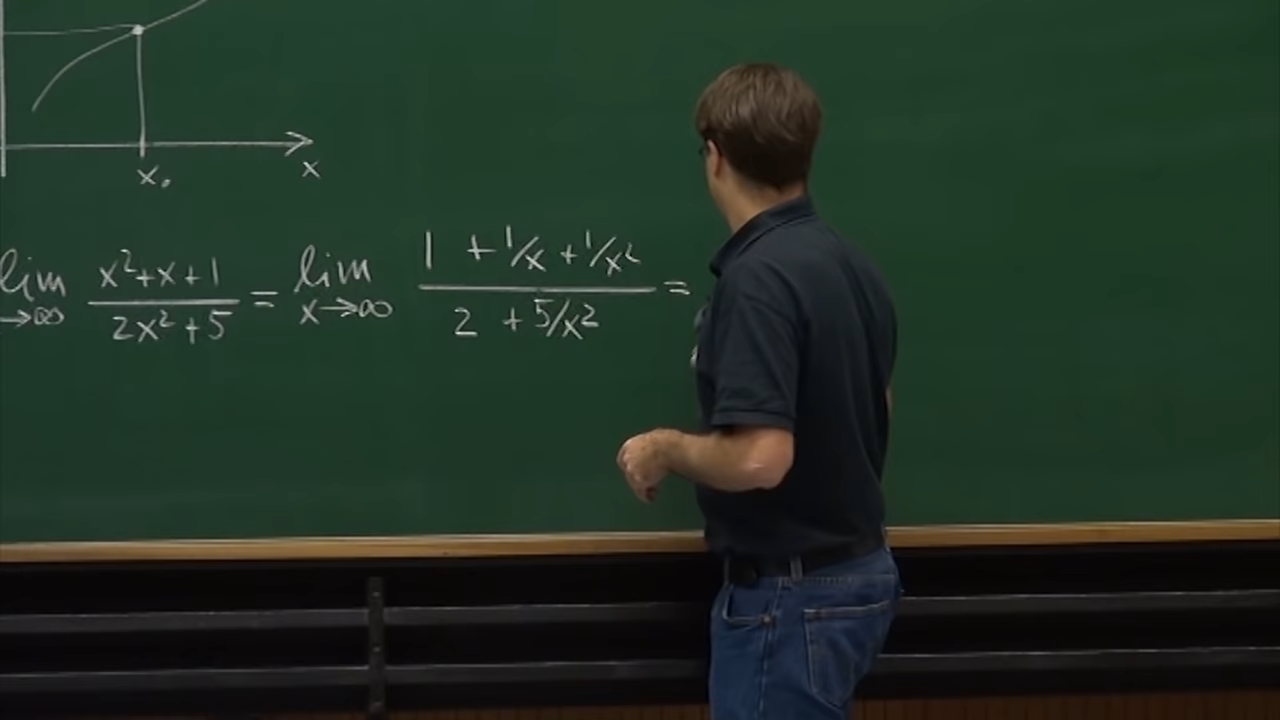 x₀ x
lim x→∞ (x²+x+1)/(2x²+5) = lim x→∞ (1 + 1/x + 1/x²)/(2 + 5/x²) =